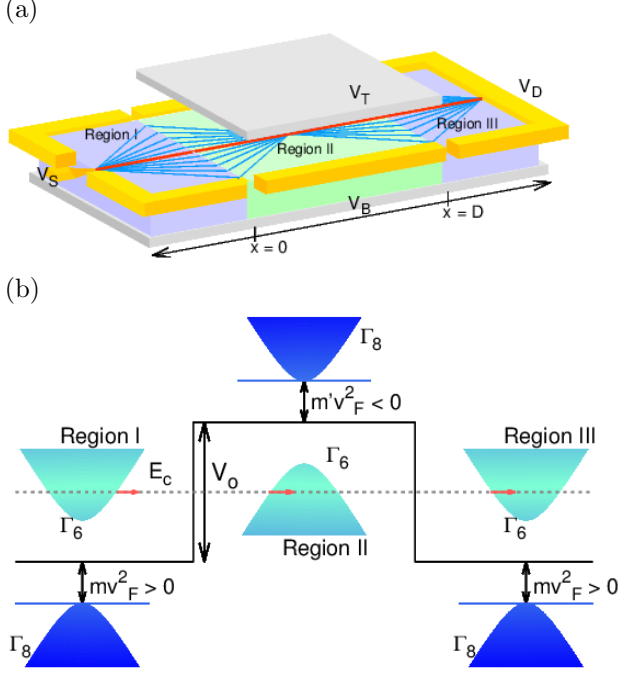 (a)
V_T
V_D
Region I
Region II
Region III
V_S
V_B
x = 0
x = D
(b)
Γ_8
m'v²_F < 0
Region I
Region III
Γ_6
E_c
V_o
Γ_6
Γ_6
Region II
mv²_F > 0
mv²_F > 0
Γ_8
Γ_8